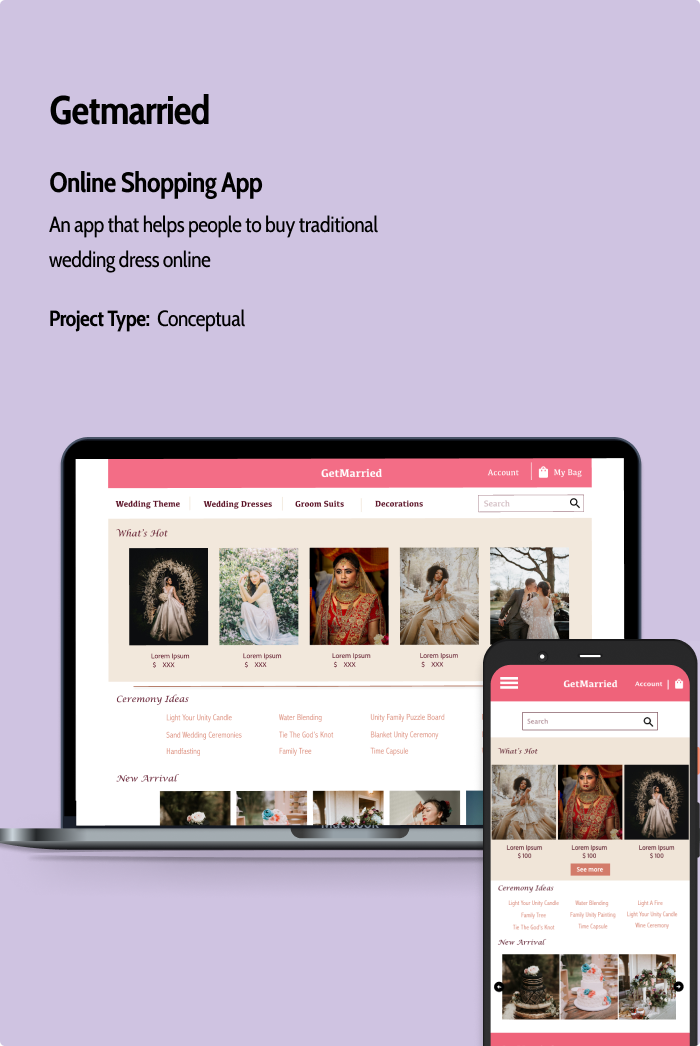 Getmarried
Online Shopping App
An app that helps people to buy traditional
wedding dress online
Project Type: Conceptual
GetMarried
Account
My Bag
Wedding Theme
Wedding Dresses
Groom Suits
Decorations
Search
What's Hot
Lorem Ipsum
$ XXX
Lorem Ipsum
$ XXX
Lorem Ipsum
$ XXX
Lorem Ipsum
$ XXX
Ceremony Ideas
Light Your Unity Candle
Water Blending
Unity Family Puzzle Board
Sand Wedding Ceremonies
Tie The God's Knot
Blanket Unity Ceremony
Handfasting
Family Tree
Time Capsule
New Arrival
GetMarried
Account
Search
What's Hot
Lorem Ipsum
$ 100
Lorem Ipsum
$ 100
Lorem Ipsum
$ 100
See more
Ceremony Ideas
Light Your Unity Candle
Water Blending
Light A Fire
Family Tree
Family Unity Painting
Light Your Unity Candle
Tie The God's Knot
Time Capsule
Wine Ceremony
New Arrival